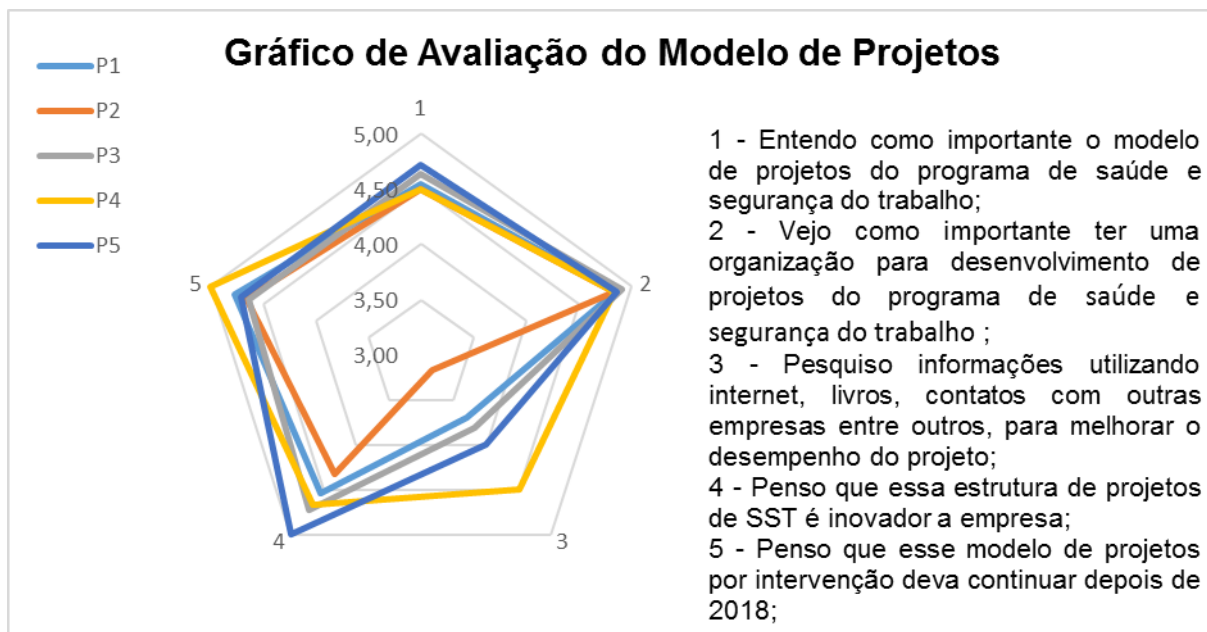 Gráfico de Avaliação do Modelo de Projetos
P1
P2
P3
P4
P5
1
5,00
4,50
4,00
3,50
3,00
5
2
4
3
1 - Entendo como importante o modelo
de projetos do programa de saúde e
segurança do trabalho;
2 - Vejo como importante ter uma
organização para desenvolvimento de
projetos do programa de saúde e
segurança do trabalho ;
3 - Pesquiso informações utilizando
internet, livros, contatos com outras
empresas entre outros, para melhorar o
desempenho do projeto;
4 - Penso que essa estrutura de projetos
de SST é inovador a empresa;
5 - Penso que esse modelo de projetos
por intervenção deva continuar depois de
2018;